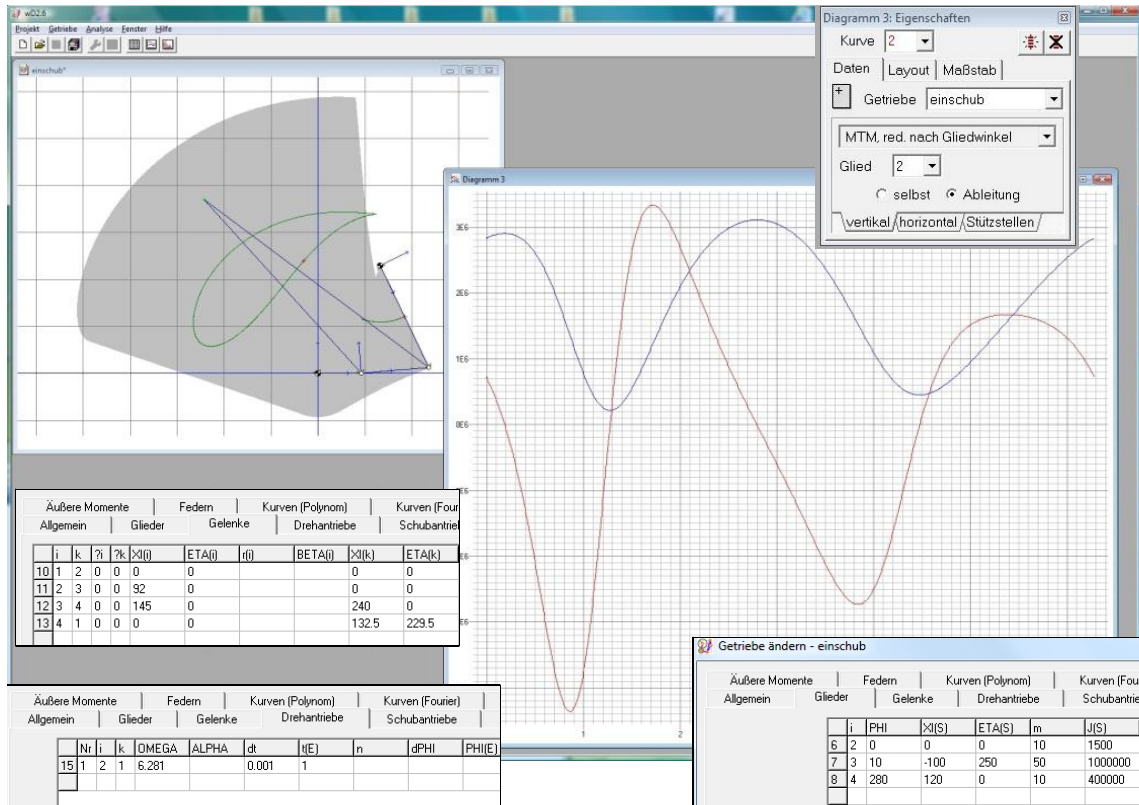 wD2.6
Projekt Getriebe Analyse Fenster Hilfe
einschub*
Diagramm 3: Eigenschaften
Kurve 2
Daten Layout Maßstab
Getriebe einschub
MTM, red. nach Gliedwinkel
Glied 2
selbst Ableitung
vertikal horizontal Stützstellen
Diagramm 3
3E6
2E6
1E6
0E6
1 2
Äußere Momente Federn Kurven (Polynom) Kurven (Four
Allgemein Glieder Gelenke Drehantriebe Schubantriel
i k ?i ?k XI(i) ETA(i) r(i) BETA(i) XI(k) ETA(k)
10 1 2 0 0 0 0 0 0
11 2 3 0 0 92 0 0 0
12 3 4 0 0 145 0 240 0
13 4 1 0 0 0 0 132.5 229.5
Äußere Momente Federn Kurven (Polynom) Kurven (Fourier)
Allgemein Glieder Gelenke Drehantriebe Schubantriebe
Nr i k OMEGA ALPHA dt t(E) n dPHI PHI(E)
15 1 2 1 6.281 0.001 1
Getriebe ändern - einschub
Äußere Momente Federn Kurven (Polynom) Kurven (Fou
Allgemein Glieder Gelenke Drehantriebe Schubantrie
i PHI XI(S) ETA(S) m J(S)
6 2 0 0 0 10 1500
7 3 10 -100 250 50 1000000
8 4 280 120 0 10 400000